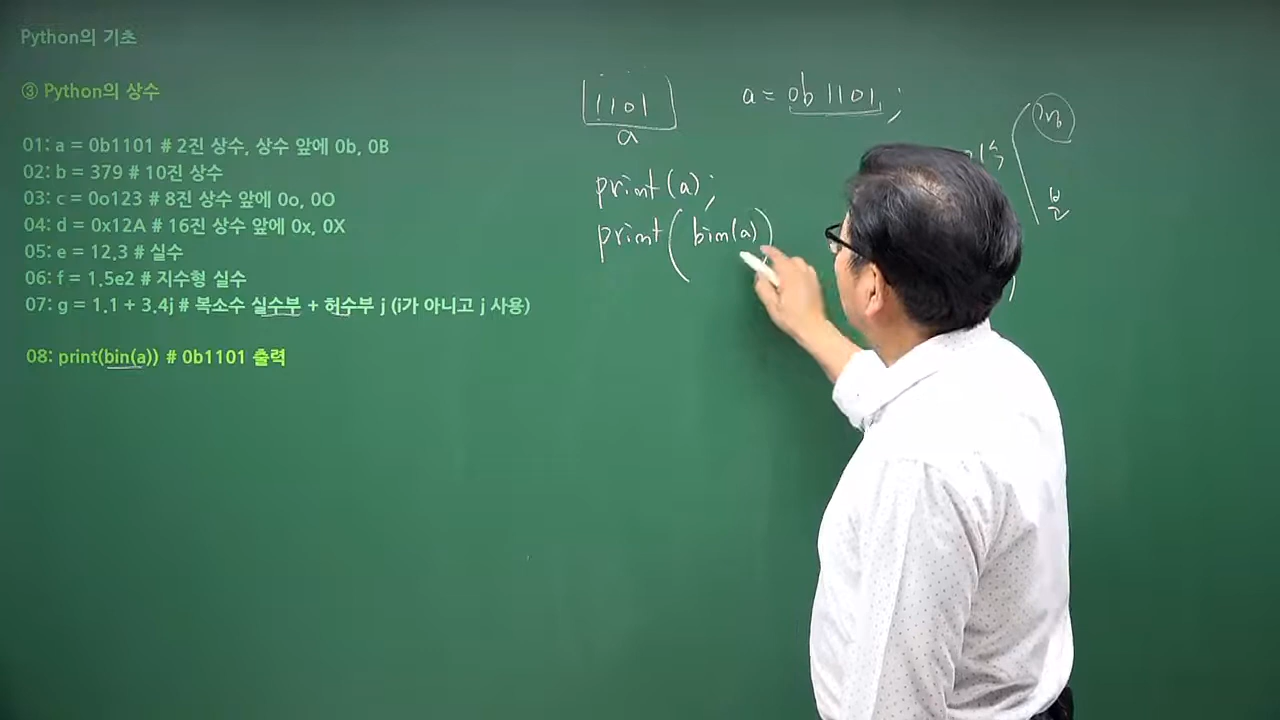 Python의 기초
③ Python의 상수
01: a = 0b1101 # 2진 상수, 상수 앞에 0b, 0B
02: b = 379 # 10진 상수
03: c = 0o123 # 8진 상수 앞에 0o, 0O
04: d = 0x12A # 16진 상수 앞에 0x, 0X
05: e = 12.3 # 실수
06: f = 1.5e2 # 지수형 실수
07: g = 1.1 + 3.4j # 복소수 실수부 + 허수부 j (i가 아니고 j 사용)
08: print(bin(a)) # 0b1101 출력
1101
a
a = 0b1101;
print(a);
print(bin(a))